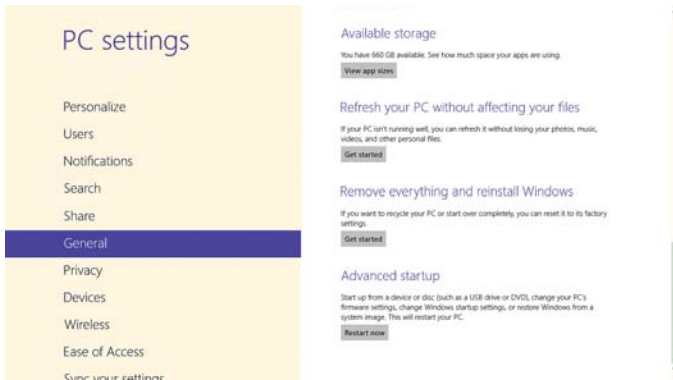 PC settings
Personalize
Users
Notifications
Search
Share
General
Privacy
Devices
Wireless
Ease of Access
Sync your settings
Available storage
You have 660 GB available. See how much space your apps are using.
View app sizes
Refresh your PC without affecting your files
If your PC isn't running well, you can refresh it without losing your photos, music,
videos, and other personal files.
Get started
Remove everything and reinstall Windows
If you want to recycle your PC or start over completely, you can reset it to its factory
settings.
Get started
Advanced startup
Start up from a device or disc (such as a USB drive or DVD), change your PC's
firmware settings, change Windows startup settings, or restore Windows from a
system image. This will restart your PC.
Restart now